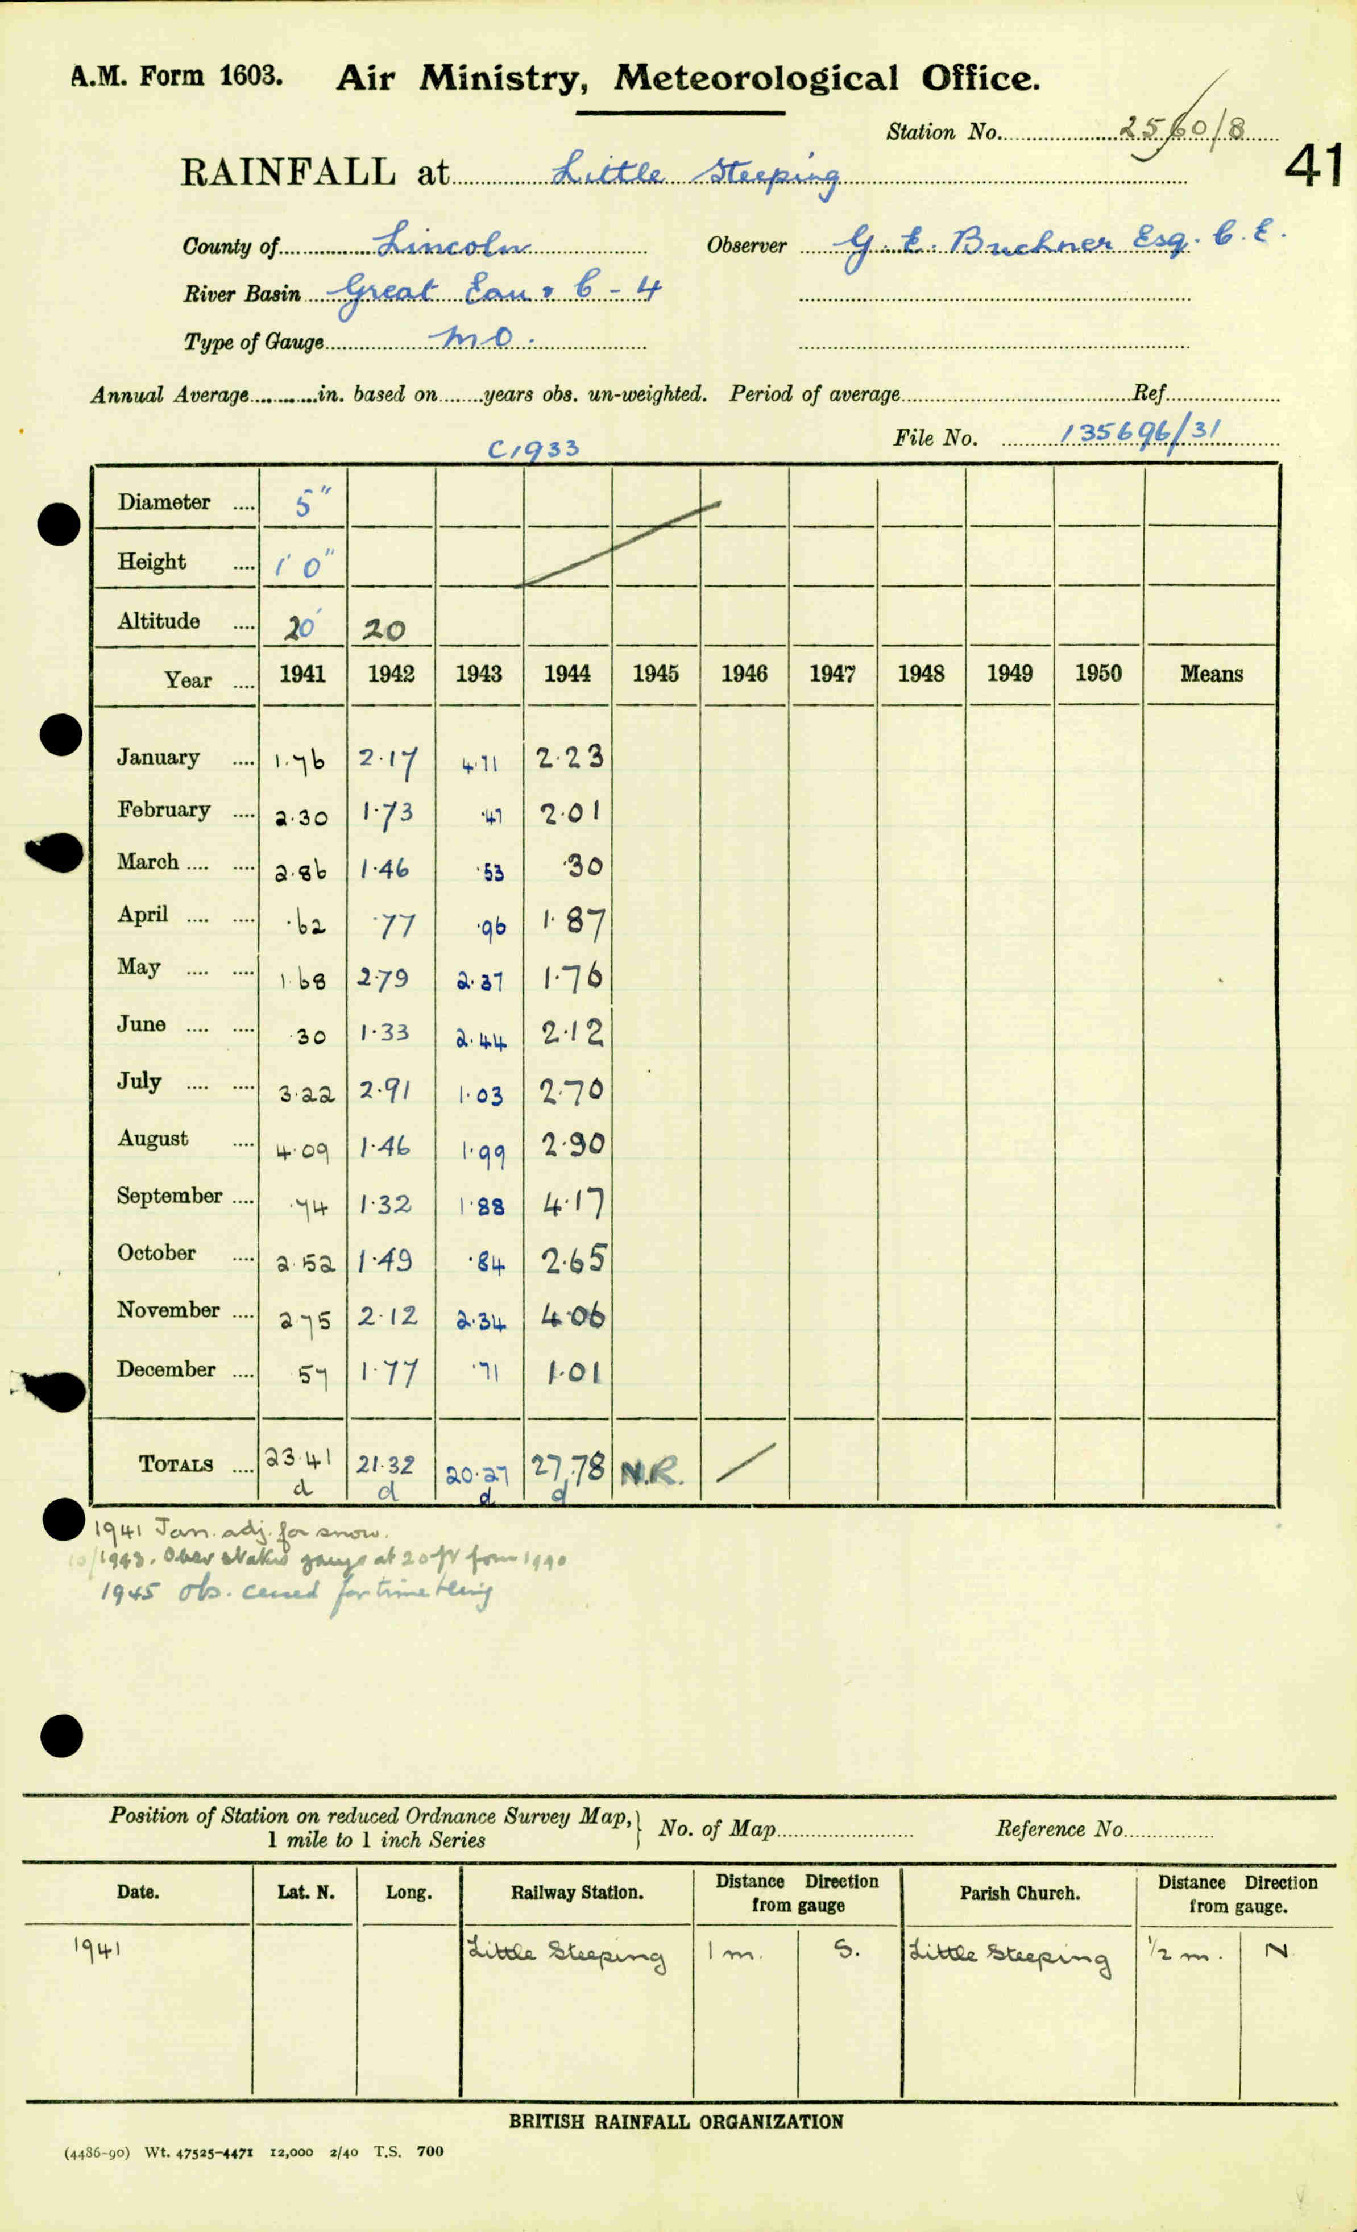 A.M. Form 1603. Air Ministry, Meteorological Office.
Station No. 2560/8
41
RAINFALL at Little Steeping
County of Lincoln Observer G. E. Buchner Esq. C.E.
River Basin Great Eau & C - 4
Type of Gauge MO.
Annual Average in. based on years obs. un-weighted. Period of average Ref.
File No. 135696/31
C1933
Diameter 5"
Height 1' 0"
Altitude 20' 20
Year 1941 1942 1943 1944 1945 1946 1947 1948 1949 1950 Means
January 1.76 2.17 4.71 2.23
February 2.30 1.73 .47 2.01
March 2.86 1.46 .53 .30
April .62 .77 .96 1.87
May 1.68 2.79 2.37 1.76
June .30 1.33 2.44 2.12
July 3.22 2.91 1.03 2.70
August 4.09 1.46 1.99 2.90
September .74 1.32 1.88 4.17
October 2.52 1.49 .84 2.65
November 2.75 2.12 2.34 4.06
December .57 1.77 .71 1.01
TOTALS 23.41 21.32 20.27 27.78 N.R.
d d d d
1941 Jan. adj. for snow.
10/1943. Obser states gauge at 20 ft from 1940
1945 obs. ceased for time being
Position of Station on reduced Ordnance Survey Map, 1 mile to 1 inch Series } No. of Map Reference No.
Date. Lat. N. Long. Railway Station. Distance Direction from gauge Parish Church. Distance Direction from gauge.
1941 Little Steeping 1 m. S. Little Steeping 1/2 m. N
BRITISH RAINFALL ORGANIZATION
(4486-90) Wt. 47525-4471 12,000 2/40 T.S. 700